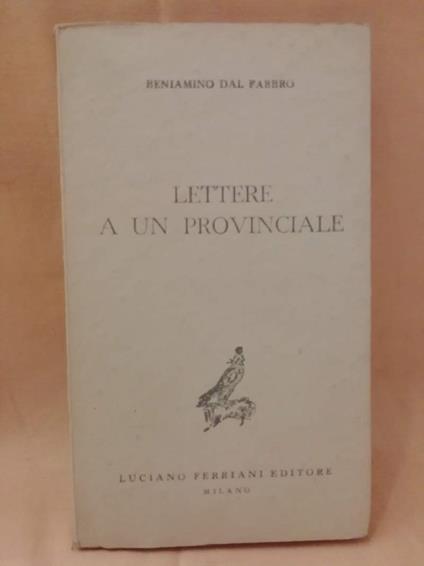 BENIAMINO DAL FABBRO
LETTERE
A UN PROVINCIALE
LUCIANO FERRIANI EDITORE
MILANO